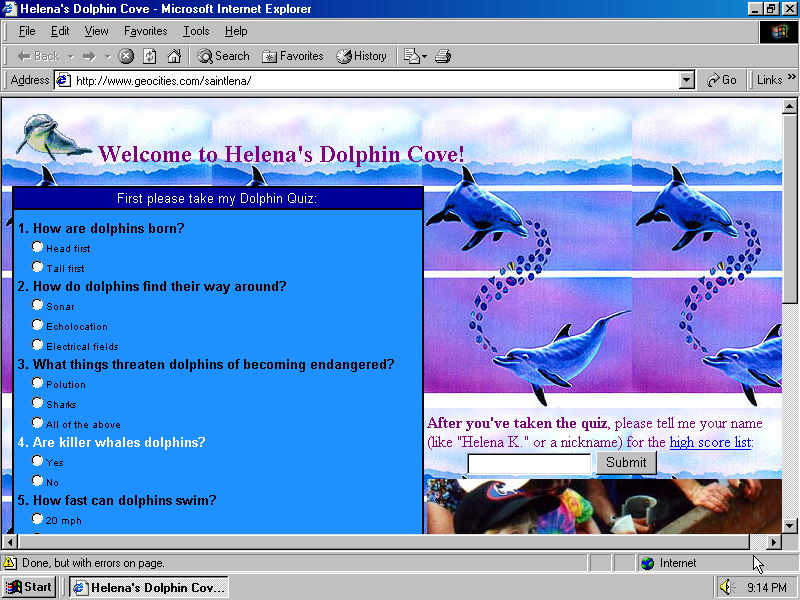 Helena's Dolphin Cove - Microsoft Internet Explorer
File Edit View Favorites Tools Help
Back Search Favorites History
Address http://www.geocities.com/saintlena/ Go Links »
Welcome to Helena's Dolphin Cove!
First please take my Dolphin Quiz:
1. How are dolphins born?
Head first
Tail first
2. How do dolphins find their way around?
Sonar
Echolocation
Electrical fields
3. What things threaten dolphins of becoming endangered?
Polution
Sharks
All of the above
4. Are killer whales dolphins?
Yes
No
5. How fast can dolphins swim?
20 mph
After you've taken the quiz, please tell me your name
(like "Helena K." or a nickname) for the high score list:
Submit
Done, but with errors on page.
Internet
Start
Helena's Dolphin Cov...
9:14 PM